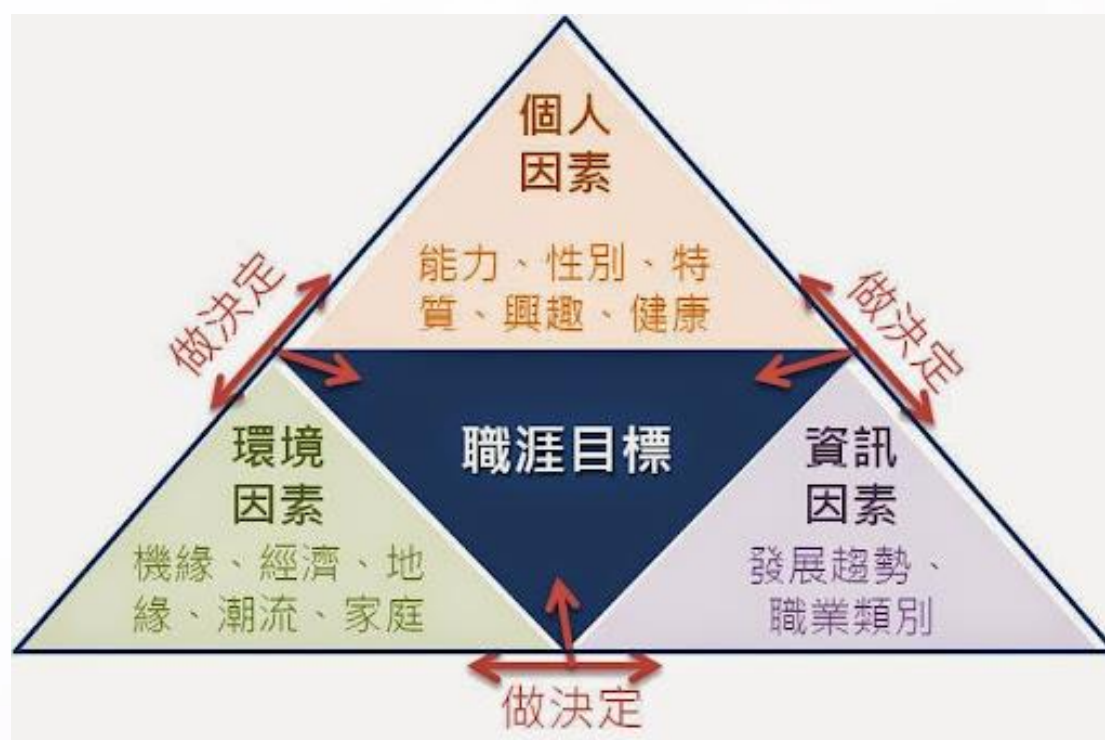 個人
因素
能力、性別、特
質、興趣、健康
做決定
做決定
環境
因素
機緣、經濟、地
緣、潮流、家庭
職涯目標
資訊
因素
發展趨勢、
職業類別
做決定